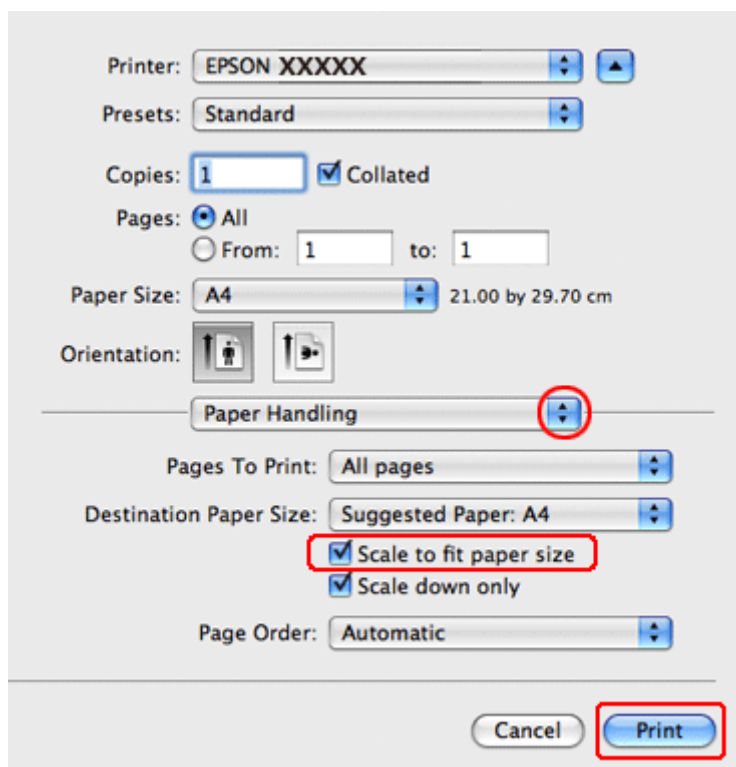 Printer: EPSON XXXXX
Presets: Standard
Copies: 1 Collated
Pages: All
From: 1 to: 1
Paper Size: A4 21.00 by 29.70 cm
Orientation:
Paper Handling
Pages To Print: All pages
Destination Paper Size: Suggested Paper: A4
Scale to fit paper size
Scale down only
Page Order: Automatic
Cancel Print